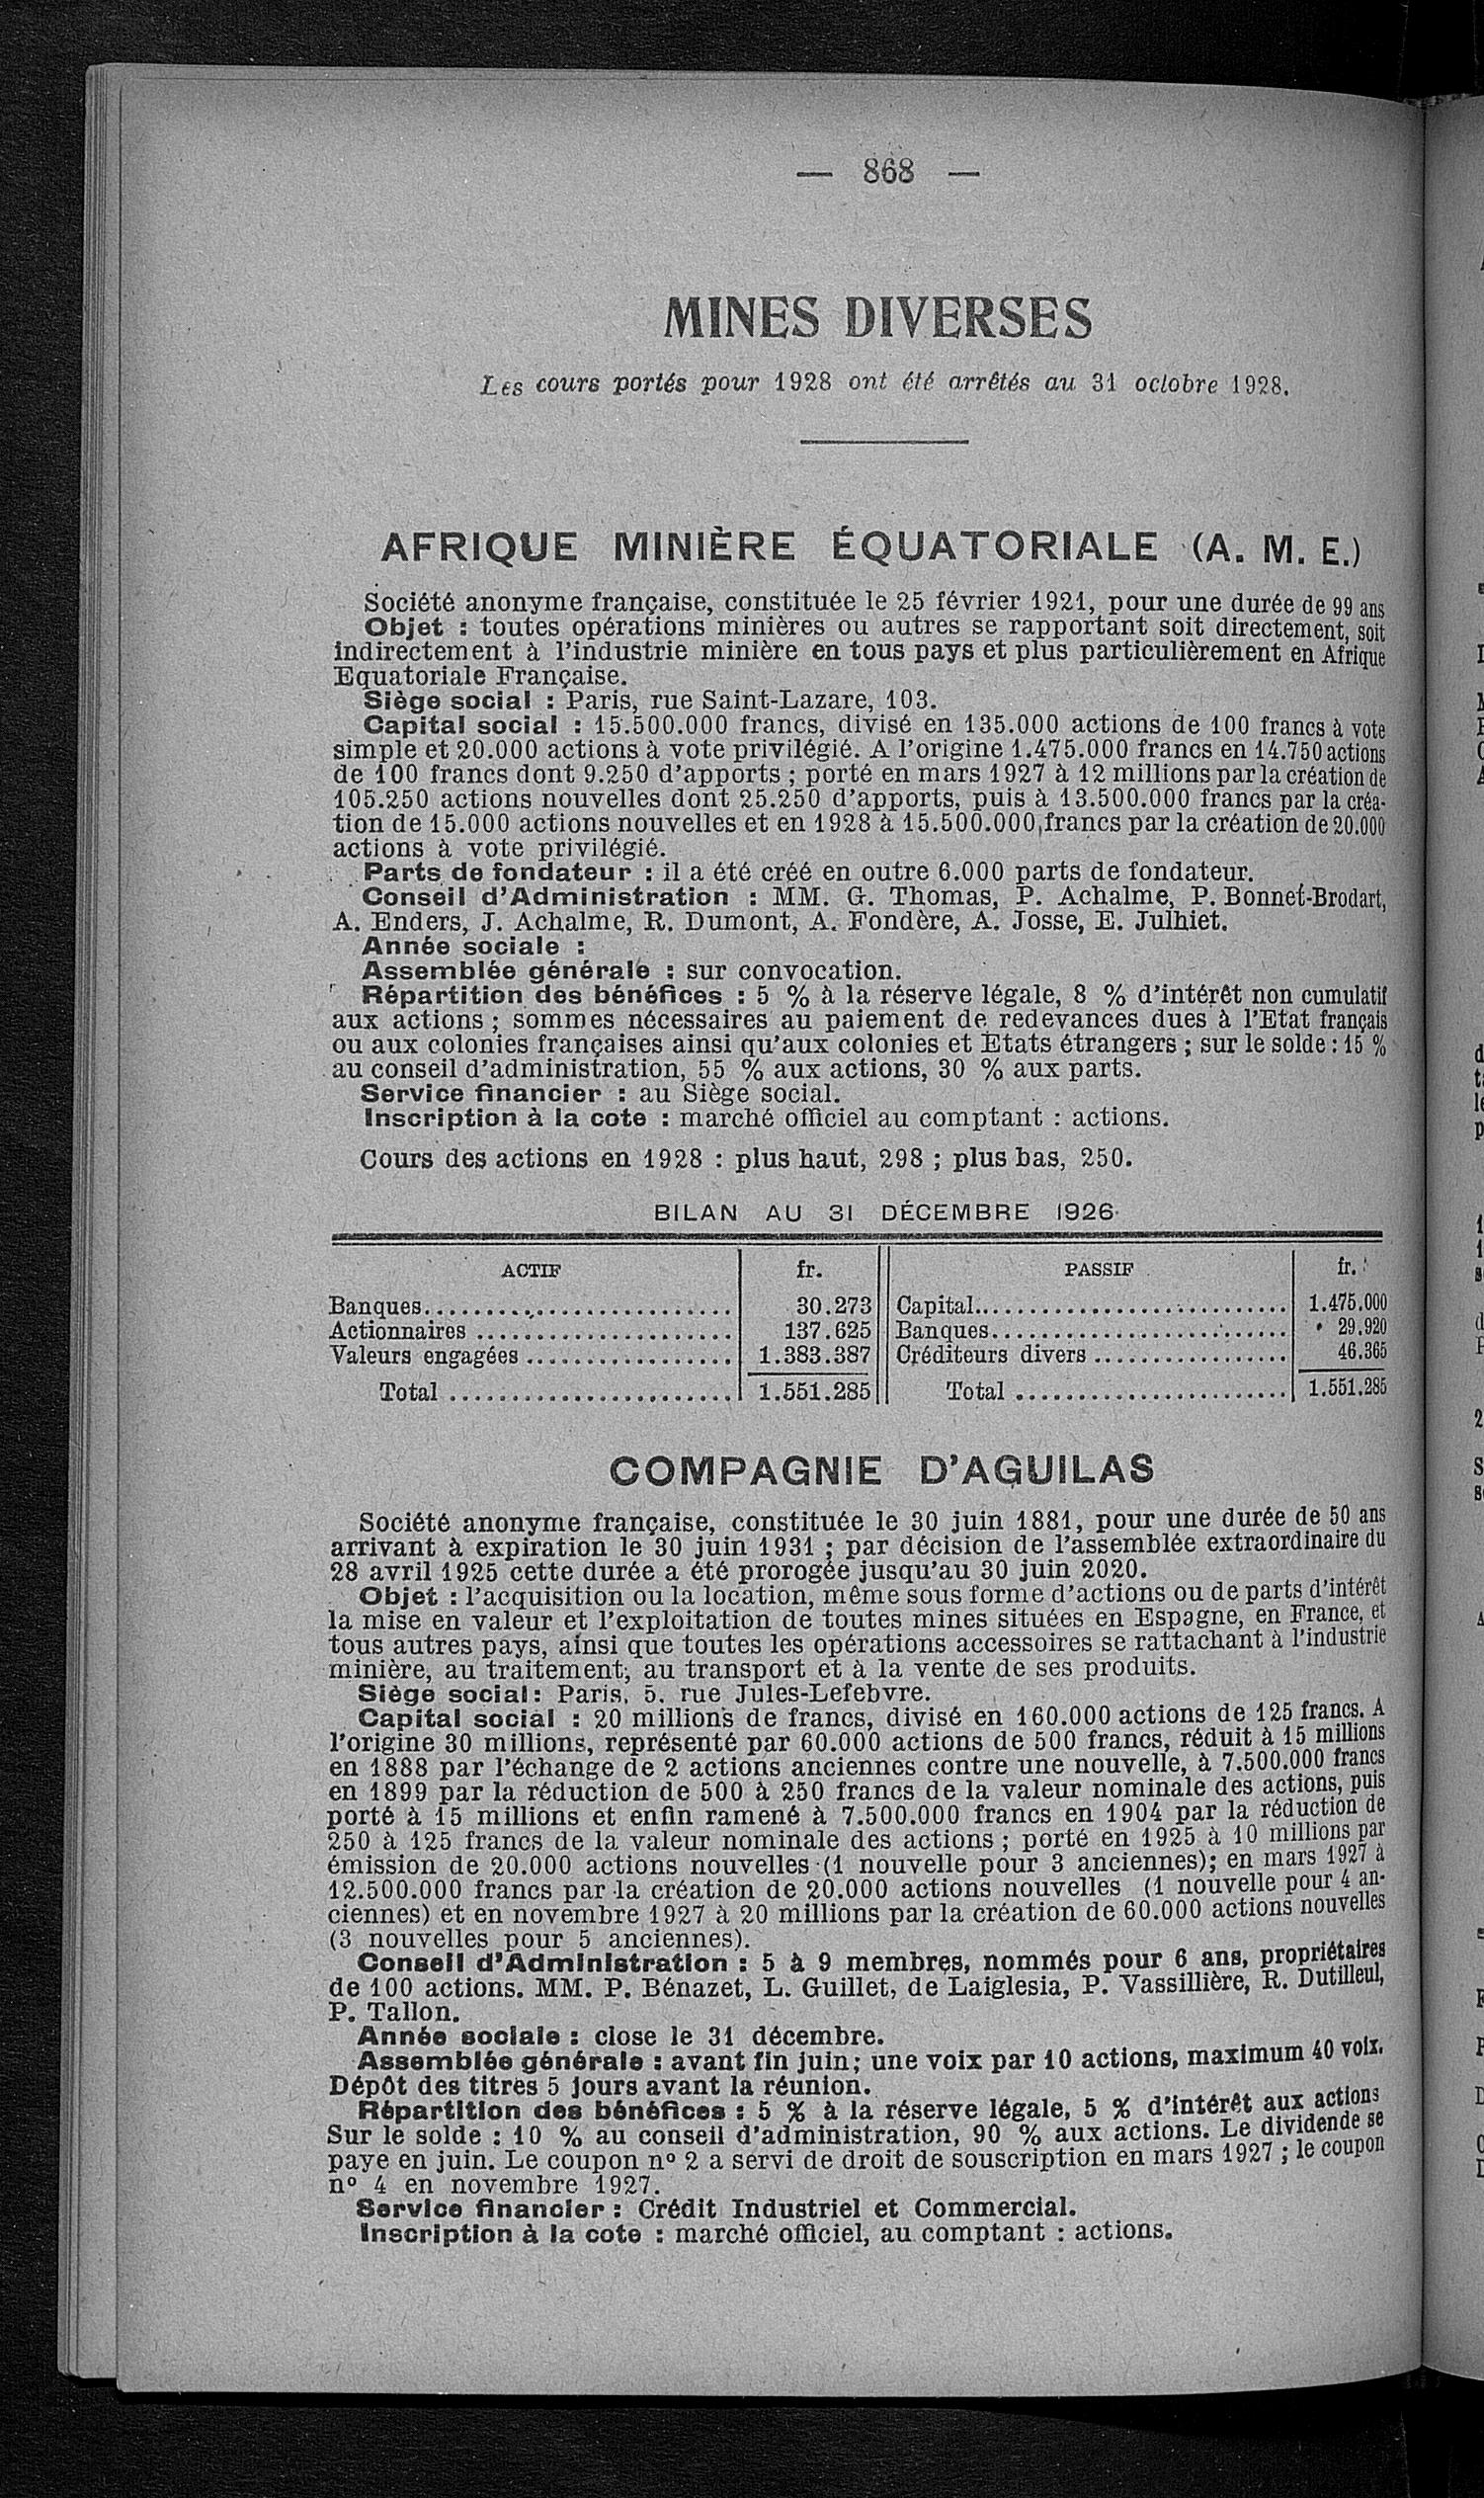 — 868 —
MINES DIVERSES
Les cours portés pour 1928 ont été arrêtés au 31 octobre 1928.
AFRIQUE MINIÈRE ÉQUATORIALE (A. M. E.)
Société anonyme française, constituée le 25 février 1921, pour une durée de 99 ans
Objet : toutes opérations minières ou autres se rapportant soit directement, soit
indirectement à l'industrie minière en tous pays et plus particulièrement en Afrique
Equatoriale Française.
Siège social : Paris, rue Saint-Lazare, 103.
Capital social : 15.500.000 francs, divisé en 135.000 actions de 100 francs à vote
simple et 20.000 actions à vote privilégié. A l'origine 1.475.000 francs en 14.750 actions
de 100 francs dont 9.250 d'apports ; porté en mars 1927 à 12 millions par la création de
105.250 actions nouvelles dont 25.250 d'apports, puis à 13.500.000 francs par la créa-
tion de 15.000 actions nouvelles et en 1928 à 15.500.000 francs par la création de 20.000
actions à vote privilégié.
Parts de fondateur : il a été créé en outre 6.000 parts de fondateur.
Conseil d'Administration : MM. G. Thomas, P. Achalme, P. Bonnet-Brodart,
A. Enders, J. Achalme, R. Dumont, A. Fondère, A. Josse, E. Julhiet.
Année sociale :
Assemblée générale : sur convocation.
Répartition des bénéfices : 5 % à la réserve légale, 8 % d'intérêt non cumulatif
aux actions ; sommes nécessaires au paiement de redevances dues à l'Etat français
ou aux colonies françaises ainsi qu'aux colonies et Etats étrangers ; sur le solde : 15 %
au conseil d'administration, 55 % aux actions, 30 % aux parts.
Service financier : au Siège social.
Inscription à la cote : marché officiel au comptant : actions.
Cours des actions en 1928 : plus haut, 298 ; plus bas, 250.
BILAN AU 31 DÉCEMBRE 1926
ACTIF fr. PASSIF fr.
Banques.......................... 30.273 Capital.......................... 1.475.000
Actionnaires ..................... 137.625 Banques........................ 29.920
Valeurs engagées ................. 1.383.387 Créditeurs divers ................ 46.365
Total ....................... 1.551.285 Total ...................... 1.551.285
COMPAGNIE D'AGUILAS
Société anonyme française, constituée le 30 juin 1881, pour une durée de 50 ans
arrivant à expiration le 30 juin 1931 ; par décision de l'assemblée extraordinaire du
28 avril 1925 cette durée a été prorogée jusqu'au 30 juin 2020.
Objet : l'acquisition ou la location, même sous forme d'actions ou de parts d'intérêt
la mise en valeur et l'exploitation de toutes mines situées en Espagne, en France, et
tous autres pays, ainsi que toutes les opérations accessoires se rattachant à l'industrie
minière, au traitement, au transport et à la vente de ses produits.
Siège social: Paris, 5, rue Jules-Lefebvre.
Capital social : 20 millions de francs, divisé en 160.000 actions de 125 francs. A
l'origine 30 millions, représenté par 60.000 actions de 500 francs, réduit à 15 millions
en 1888 par l'échange de 2 actions anciennes contre une nouvelle, à 7.500.000 francs
en 1899 par la réduction de 500 à 250 francs de la valeur nominale des actions, puis
porté à 15 millions et enfin ramené à 7.500.000 francs en 1904 par la réduction de
250 à 125 francs de la valeur nominale des actions ; porté en 1925 à 10 millions par
émission de 20.000 actions nouvelles (1 nouvelle pour 3 anciennes); en mars 1927 à
12.500.000 francs par la création de 20.000 actions nouvelles (1 nouvelle pour 4 an-
ciennes) et en novembre 1927 à 20 millions par la création de 60.000 actions nouvelles
(3 nouvelles pour 5 anciennes).
Conseil d'Administration : 5 à 9 membres, nommés pour 6 ans, propriétaires
de 100 actions. MM. P. Bénazet, L. Guillet, de Laiglesia, P. Vassillière, R. Dutilleul,
P. Tallon.
Année sociale : close le 31 décembre.
Assemblée générale : avant fin juin; une voix par 10 actions, maximum 40 voix.
Dépôt des titres 5 jours avant la réunion.
Répartition des bénéfices : 5 % à la réserve légale, 5 % d'intérêt aux actions
Sur le solde : 10 % au conseil d'administration, 90 % aux actions. Le dividende se
paye en juin. Le coupon n° 2 a servi de droit de souscription en mars 1927 ; le coupon
n° 4 en novembre 1927.
Service financier : Crédit Industriel et Commercial.
Inscription à la cote : marché officiel, au comptant : actions.